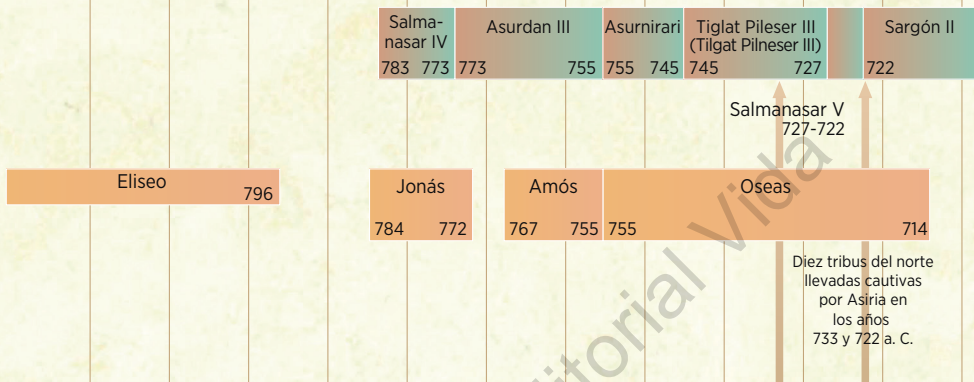 Salma-
nasar IV
783 773
Asurdan III
773 755
Asurnirari
755 745
Tiglat Pileser III
(Tilgat Pilneser III)
745 727
Sargón II
722
Salmanasar V
727-722
Eliseo
796
Jonás
784 772
Amós
767 755
Oseas
755 714
Diez tribus del norte
llevadas cautivas
por Asiria en
los años
733 y 722 a. C.
ditorial Vida